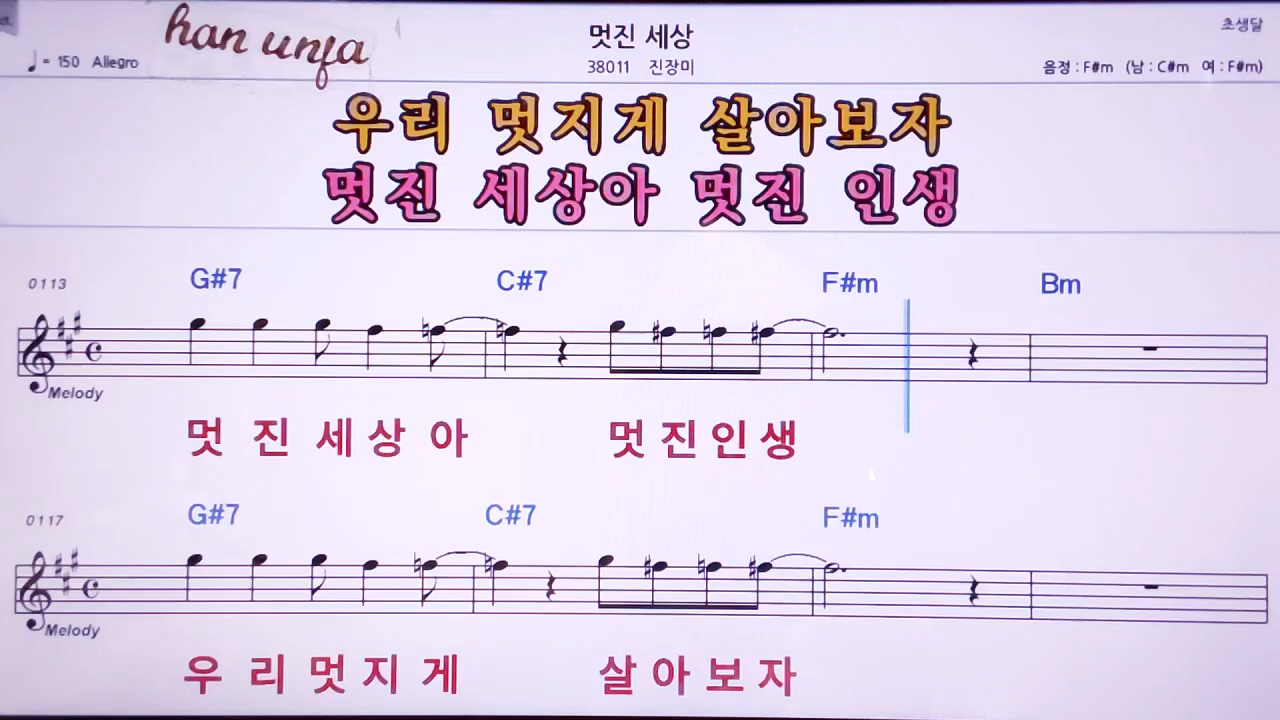 han unja
멋진 세상
초생달
♩= 150 Allegro
38011 진장미
음정 : F#m (남 : C#m 여 : F#m)
우리 멋지게 살아보자
멋진 세상아 멋진 인생
0113 G#7 C#7 F#m Bm
Melody
멋 진 세 상 아 멋 진 인 생
0117 G#7 C#7 F#m
Melody
우 리 멋 지 게 살 아 보 자